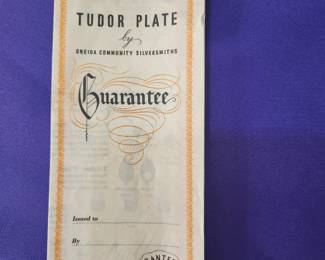 TUDOR PLATE
by
ONEIDA COMMUNITY SILVERSMITHS
Guarantee
Issued to
By